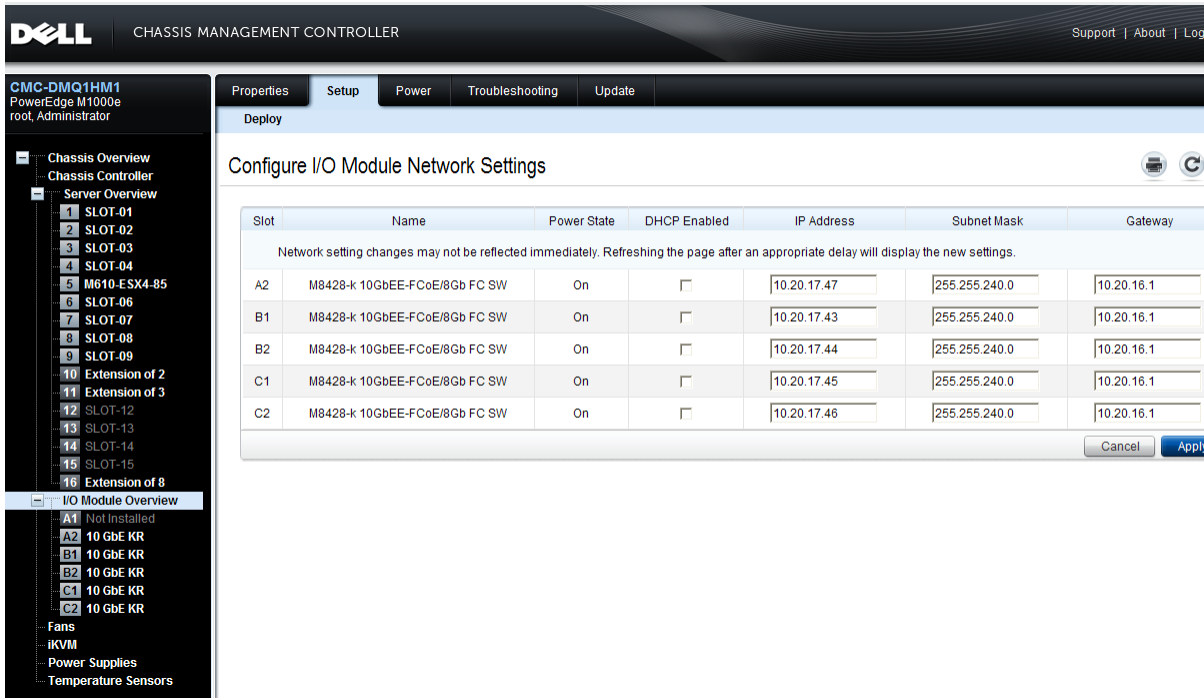 DELL
CHASSIS MANAGEMENT CONTROLLER
Support | About | Log
CMC-DMQ1HM1
PowerEdge M1000e
root, Administrator
Properties Setup Power Troubleshooting Update
Deploy
Chassis Overview
Chassis Controller
Server Overview
1 SLOT-01
2 SLOT-02
3 SLOT-03
4 SLOT-04
5 M610-ESX4-85
6 SLOT-06
7 SLOT-07
8 SLOT-08
9 SLOT-09
10 Extension of 2
11 Extension of 3
12 SLOT-12
13 SLOT-13
14 SLOT-14
15 SLOT-15
16 Extension of 8
I/O Module Overview
A1 Not Installed
A2 10 GbE KR
B1 10 GbE KR
B2 10 GbE KR
C1 10 GbE KR
C2 10 GbE KR
Fans
iKVM
Power Supplies
Temperature Sensors
Configure I/O Module Network Settings
Slot Name Power State DHCP Enabled IP Address Subnet Mask Gateway
Network setting changes may not be reflected immediately. Refreshing the page after an appropriate delay will display the new settings.
A2 M8428-k 10GbEE-FCoE/8Gb FC SW On 10.20.17.47 255.255.240.0 10.20.16.1
B1 M8428-k 10GbEE-FCoE/8Gb FC SW On 10.20.17.43 255.255.240.0 10.20.16.1
B2 M8428-k 10GbEE-FCoE/8Gb FC SW On 10.20.17.44 255.255.240.0 10.20.16.1
C1 M8428-k 10GbEE-FCoE/8Gb FC SW On 10.20.17.45 255.255.240.0 10.20.16.1
C2 M8428-k 10GbEE-FCoE/8Gb FC SW On 10.20.17.46 255.255.240.0 10.20.16.1
Cancel Apply